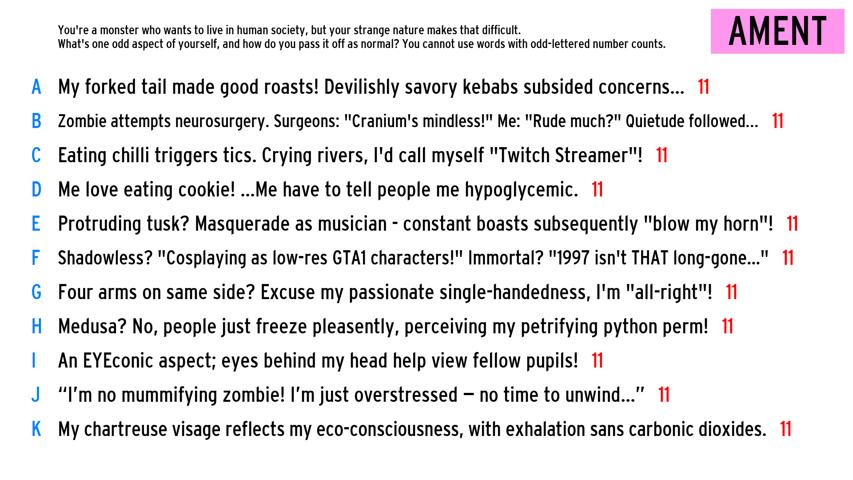 You're a monster who wants to live in human society, but your strange nature makes that difficult.
What's one odd aspect of yourself, and how do you pass it off as normal? You cannot use words with odd-lettered number counts.
AMENT
A My forked tail made good roasts! Devilishly savory kebabs subsided concerns... 11
B Zombie attempts neurosurgery. Surgeons: "Cranium's mindless!" Me: "Rude much?" Quietude followed... 11
C Eating chilli triggers tics. Crying rivers, I'd call myself "Twitch Streamer"! 11
D Me love eating cookie! ...Me have to tell people me hypoglycemic. 11
E Protruding tusk? Masquerade as musician - constant boasts subsequently "blow my horn"! 11
F Shadowless? "Cosplaying as low-res GTA1 characters!" Immortal? "1997 isn't THAT long-gone..." 11
G Four arms on same side? Excuse my passionate single-handedness, I'm "all-right"! 11
H Medusa? No, people just freeze pleasently, perceiving my petrifying python perm! 11
I An EYEconic aspect; eyes behind my head help view fellow pupils! 11
J “I’m no mummifying zombie! I’m just overstressed – no time to unwind...” 11
K My chartreuse visage reflects my eco-consciousness, with exhalation sans carbonic dioxides. 11